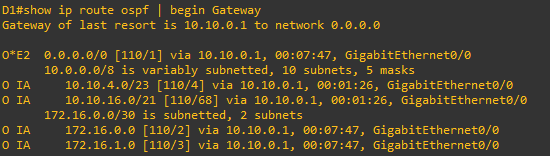 D1#show ip route ospf | begin Gateway
Gateway of last resort is 10.10.0.1 to network 0.0.0.0
O*E2 0.0.0.0/0 [110/1] via 10.10.0.1, 00:07:47, GigabitEthernet0/0
10.0.0.0/8 is variably subnetted, 10 subnets, 5 masks
O IA 10.10.4.0/23 [110/4] via 10.10.0.1, 00:01:26, GigabitEthernet0/0
O IA 10.10.16.0/21 [110/68] via 10.10.0.1, 00:01:26, GigabitEthernet0/0
172.16.0.0/30 is subnetted, 2 subnets
O IA 172.16.0.0 [110/2] via 10.10.0.1, 00:07:47, GigabitEthernet0/0
O IA 172.16.1.0 [110/3] via 10.10.0.1, 00:07:47, GigabitEthernet0/0